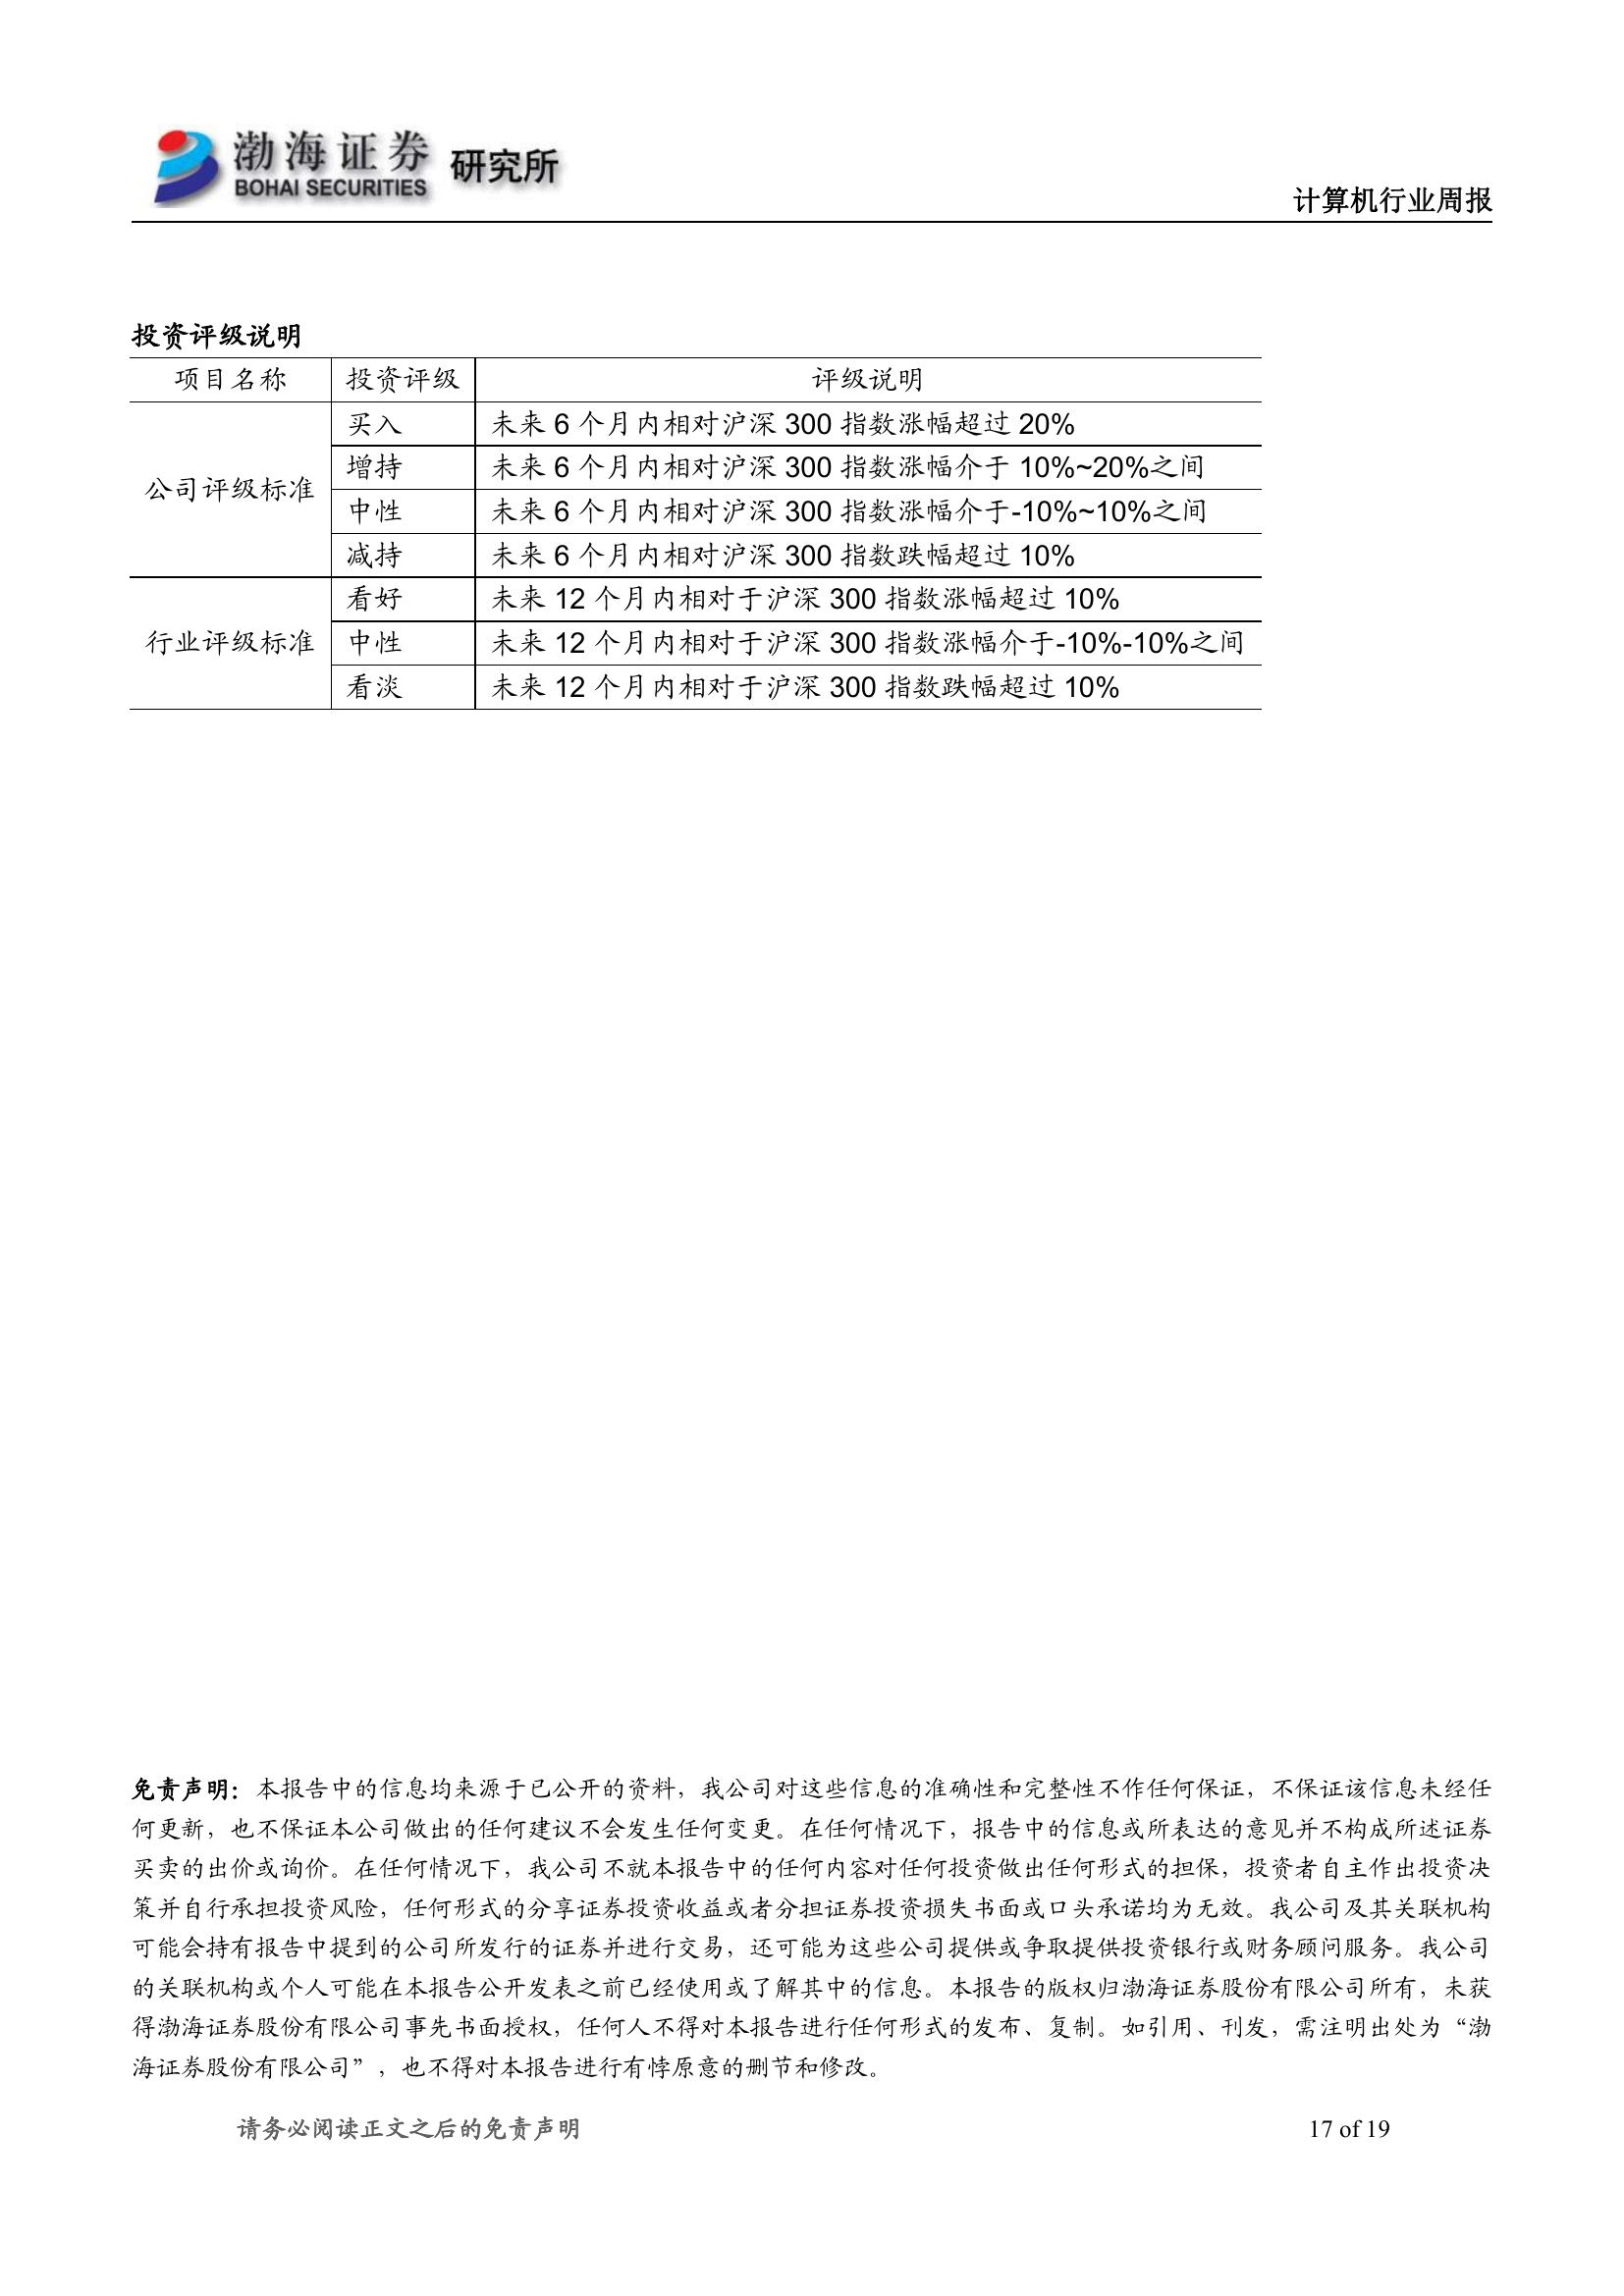 渤海证券 研究所
BOHAI SECURITIES
计算机行业周报
投资评级说明
项目名称 投资评级 评级说明
公司评级标准
买入 未来 6 个月内相对沪深 300 指数涨幅超过 20%
增持 未来 6 个月内相对沪深 300 指数涨幅介于 10%~20%之间
中性 未来 6 个月内相对沪深 300 指数涨幅介于-10%~10%之间
减持 未来 6 个月内相对沪深 300 指数跌幅超过 10%
行业评级标准
看好 未来 12 个月内相对于沪深 300 指数涨幅超过 10%
中性 未来 12 个月内相对于沪深 300 指数涨幅介于-10%-10%之间
看淡 未来 12 个月内相对于沪深 300 指数跌幅超过 10%
免责声明：本报告中的信息均来源于已公开的资料，我公司对这些信息的准确性和完整性不作任何保证，不保证该信息未经任
何更新，也不保证本公司做出的任何建议不会发生任何变更。在任何情况下，报告中的信息或所表达的意见并不构成所述证券
买卖的出价或询价。在任何情况下，我公司不就本报告中的任何内容对任何投资做出任何形式的担保，投资者自主作出投资决
策并自行承担投资风险，任何形式的分享证券投资收益或者分担证券投资损失书面或口头承诺均为无效。我公司及其关联机构
可能会持有报告中提到的公司所发行的证券并进行交易，还可能为这些公司提供或争取提供投资银行或财务顾问服务。我公司
的关联机构或个人可能在本报告公开发表之前已经使用或了解其中的信息。本报告的版权归渤海证券股份有限公司所有，未获
得渤海证券股份有限公司事先书面授权，任何人不得对本报告进行任何形式的发布、复制。如引用、刊发，需注明出处为“渤
海证券股份有限公司”，也不得对本报告进行有悖原意的删节和修改。
请务必阅读正文之后的免责声明 17 of 19